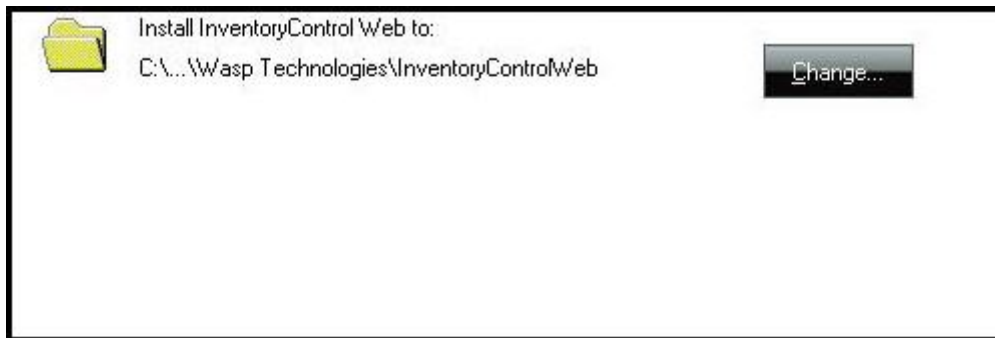 Install InventoryControl Web to:
C:\...\Wasp Technologies\InventoryControlWeb
Change...